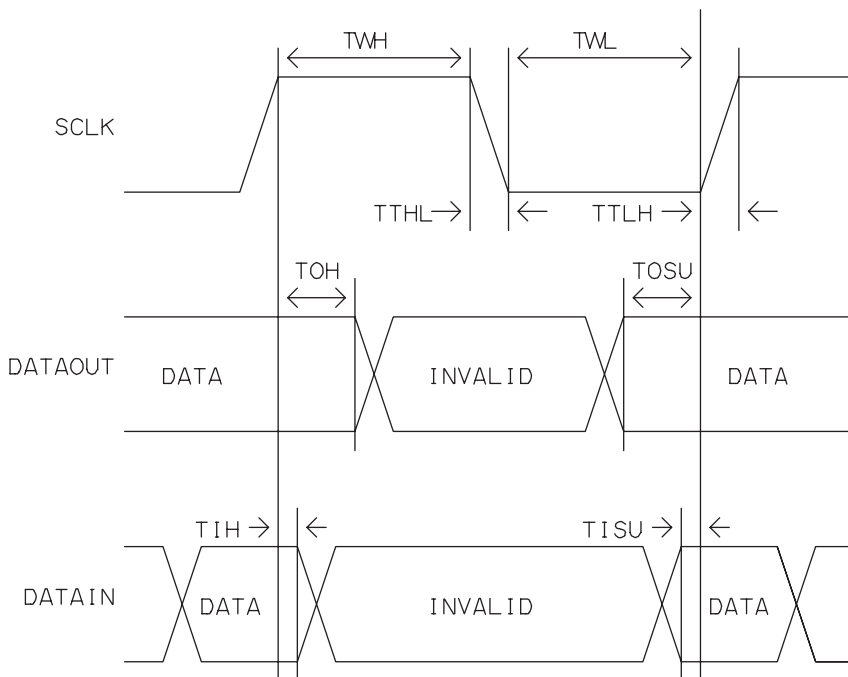 TWH
TWL
SCLK
TTHL
TTLH
TOH
TOSU
DATAOUT
DATA
INVALID
DATA
TIH
TISU
DATAIN
DATA
INVALID
DATA